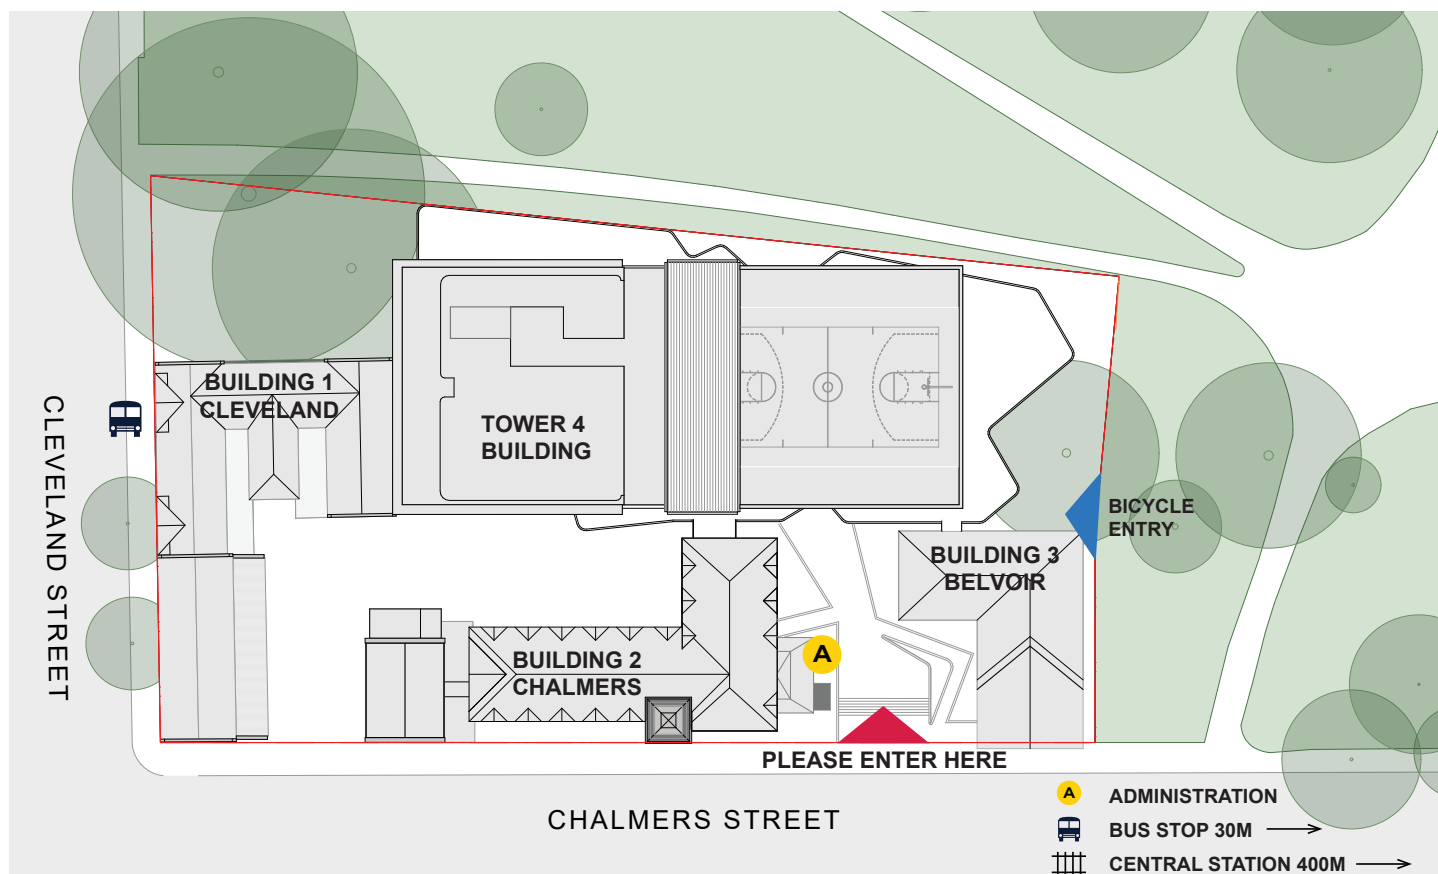 BUILDING 1
CLEVELAND
TOWER 4
BUILDING
CLEVELAND STREET
BICYCLE
ENTRY
BUILDING 3
BELVOIR
BUILDING 2
CHALMERS
A
PLEASE ENTER HERE
CHALMERS STREET
A ADMINISTRATION
BUS STOP 30M
CENTRAL STATION 400M